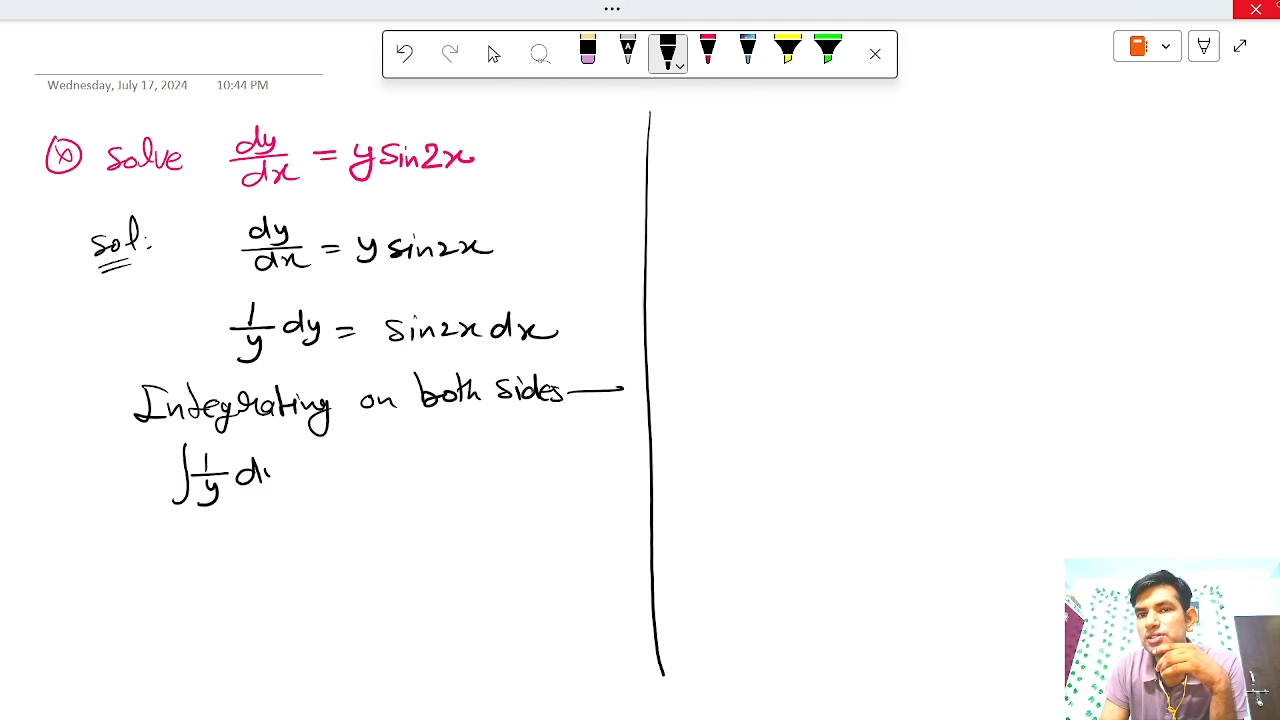 Wednesday, July 17, 2024 10:44 PM
solve dy/dx = y sin2x
sol: dy/dx = y sin2x
1/y dy = sin2x dx
Integrating on both sides—
∫ 1/y d